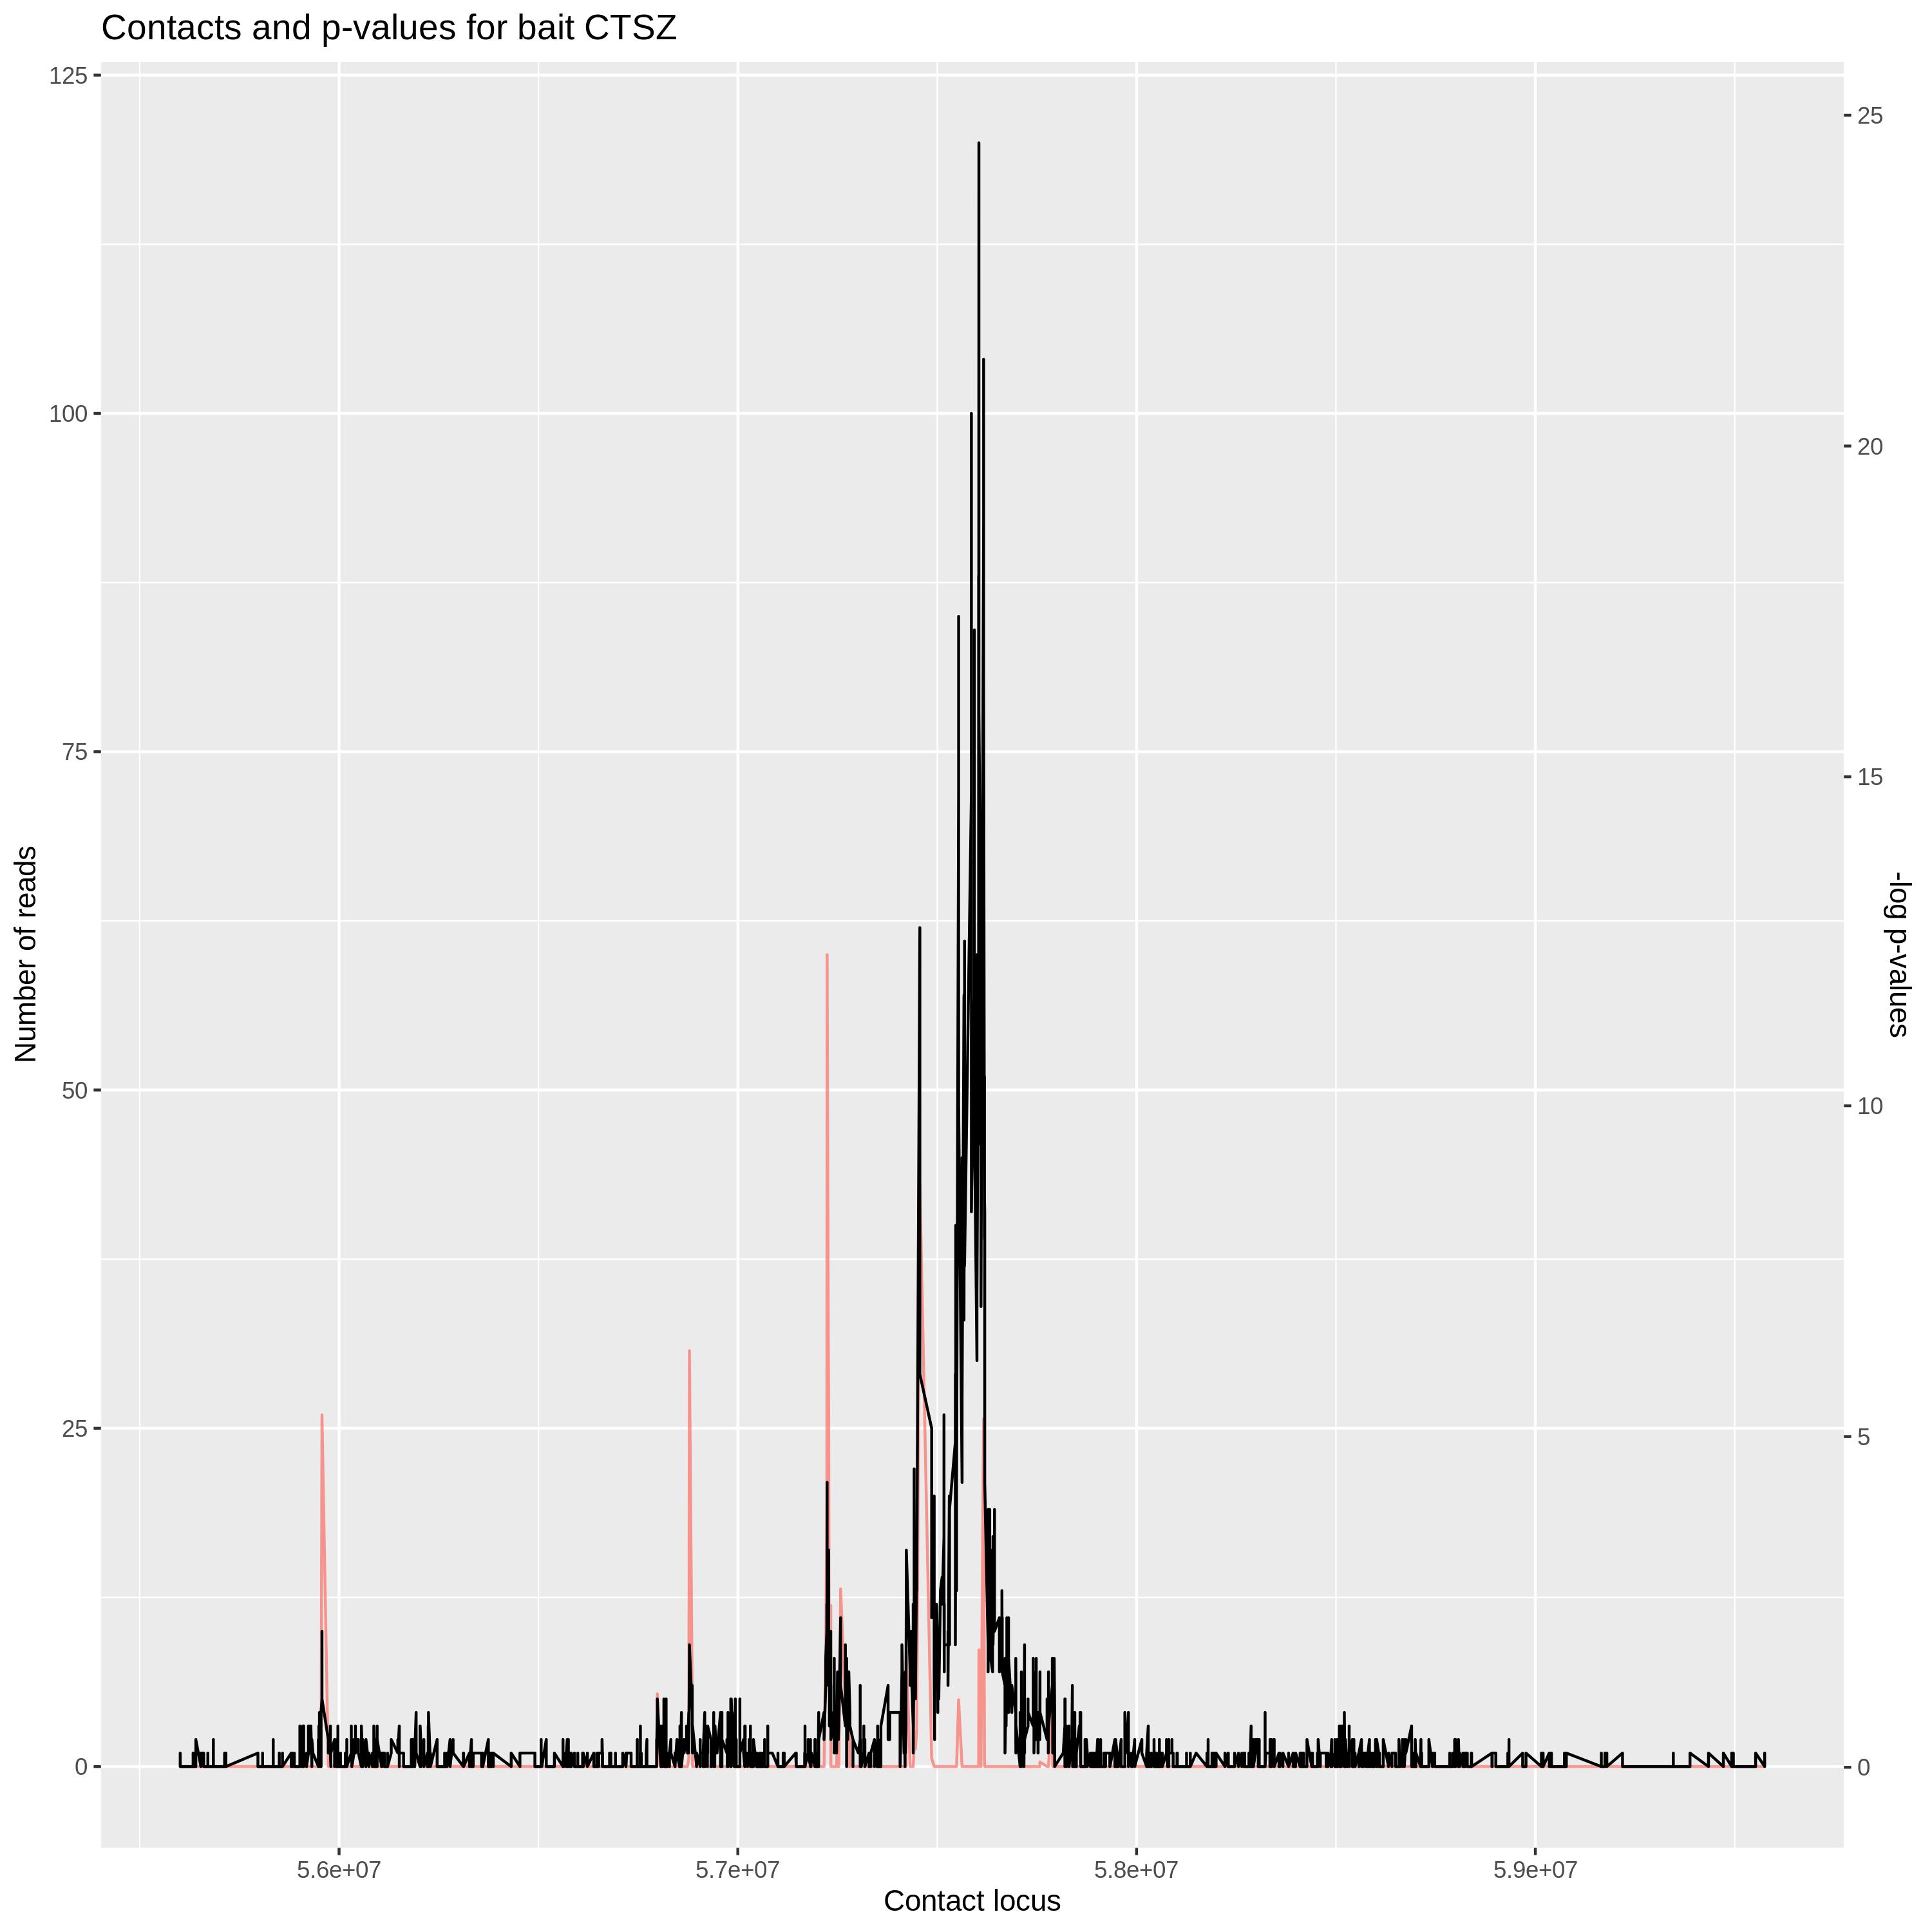 Contacts and p-values for bait CTSZ
125
100
75
50
25
0
Number of reads
25
20
15
10
5
0
-log p-values
5.6e+07
5.7e+07
5.8e+07
5.9e+07
Contact locus